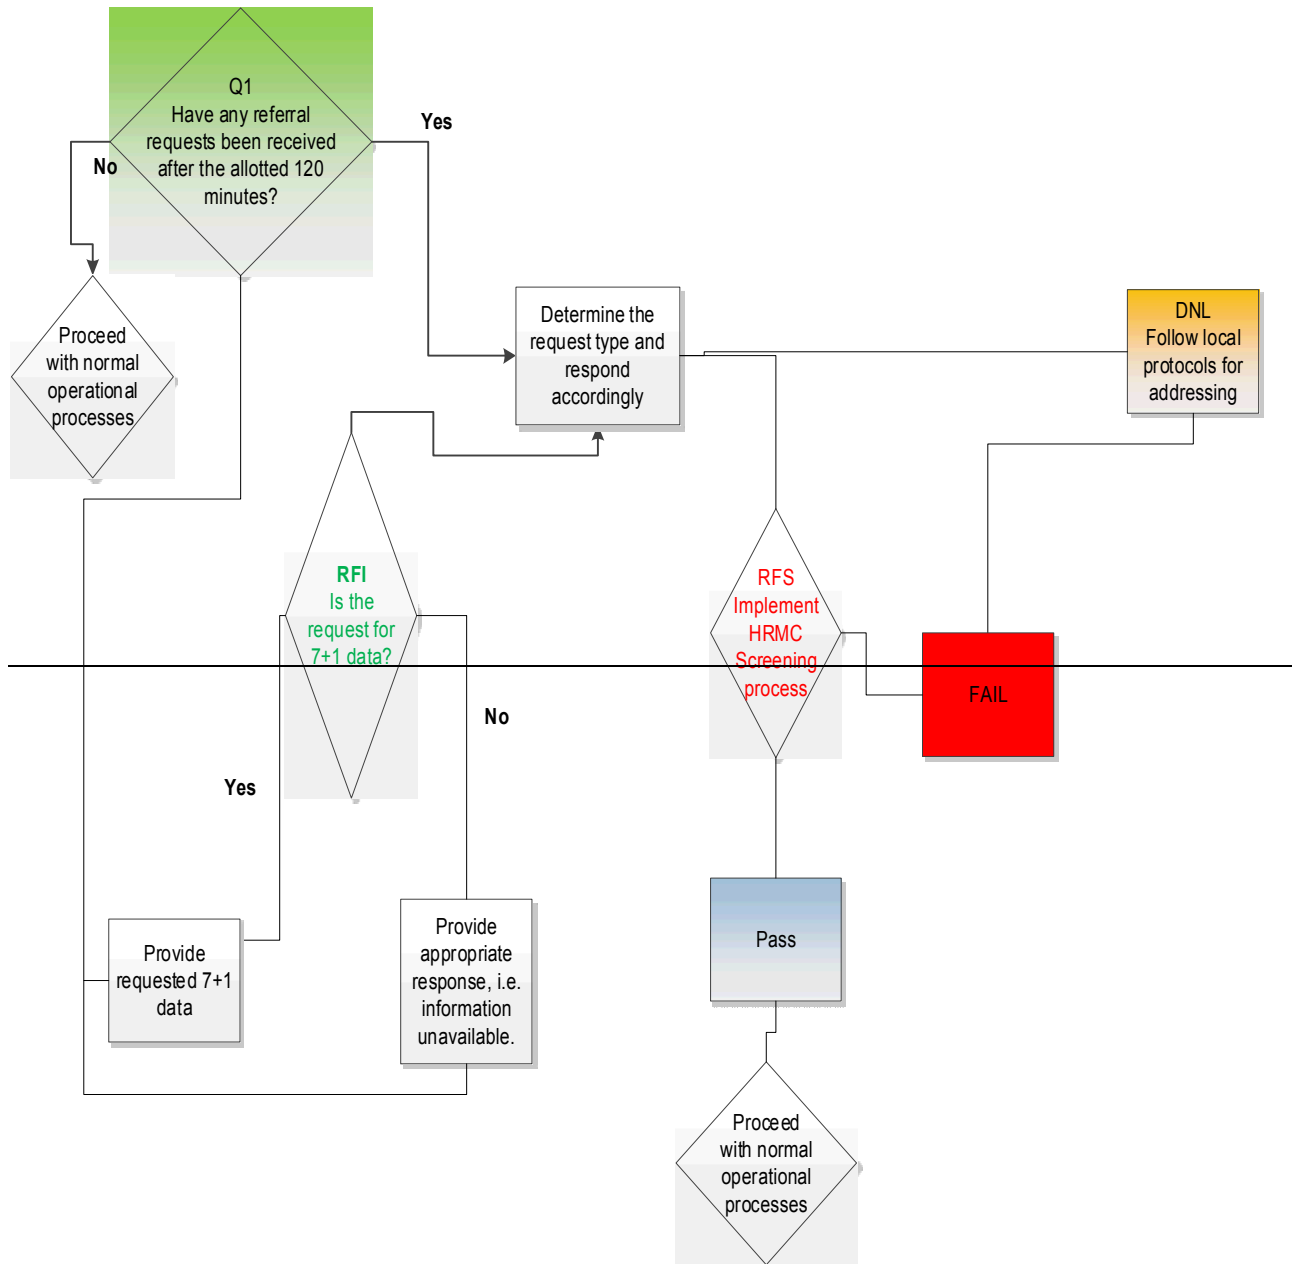 Q1
Have any referral
requests been received
after the allotted 120
minutes?
Yes
No
Proceed
with normal
operational
processes
Determine the
request type and
respond
accordingly
DNL
Follow local
protocols for
addressing
RFI
Is the
request for
7+1 data?
RFS
Implement
HRMC
Screening
process
FAIL
No
Yes
Provide
requested 7+1
data
Provide
appropriate
response, i.e.
information
unavailable.
Pass
Proceed
with normal
operational
processes